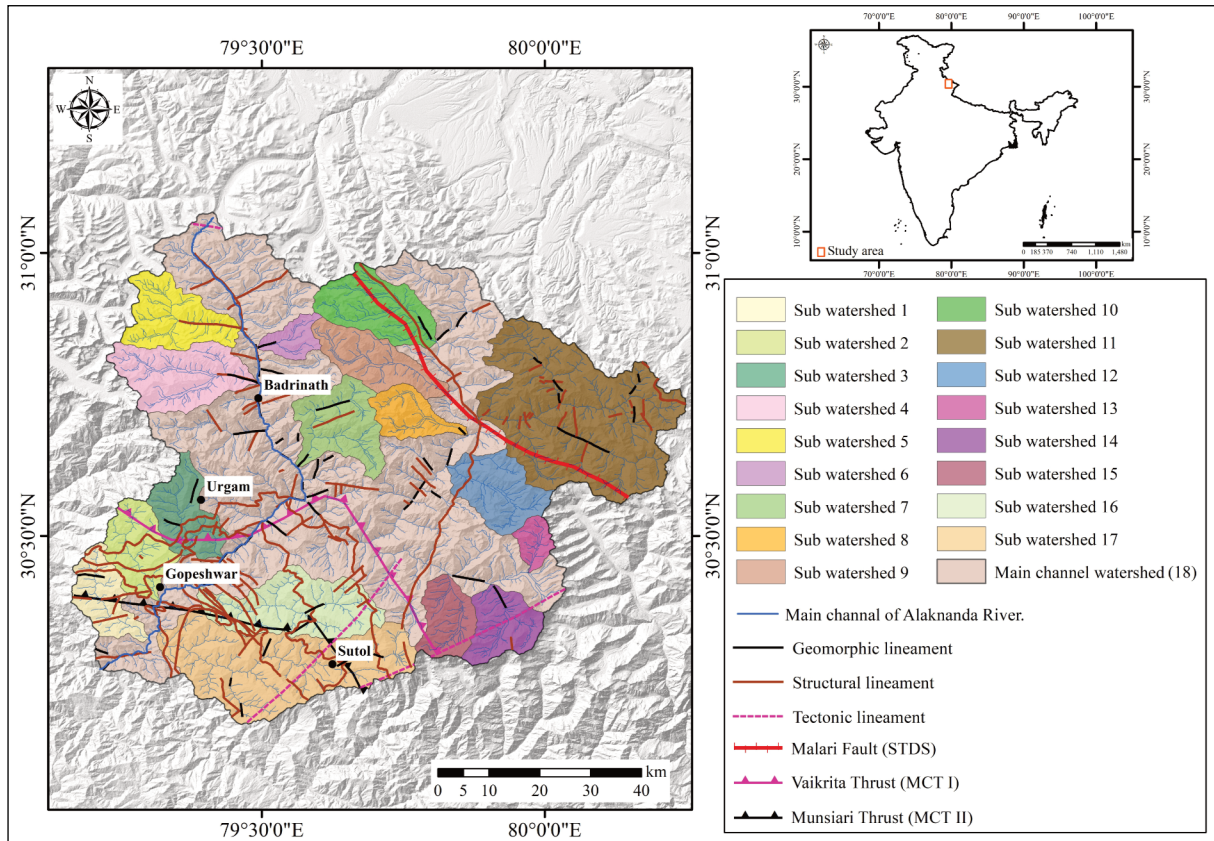 79°30'0"E
80°0'0"E
N
W
E
S
31°0'0"N
30°30'0"N
31°0'0"N
30°30'0"N
Badrinath
Urgam
Gopeshwar
Sutol
km
0 5 10 20 30 40
79°30'0"E
80°0'0"E
70°0'0"E
80°0'0"E
90°0'0"E
100°0'0"E
30°0'0"N
20°0'0"N
10°0'0"N
30°0'0"N
20°0'0"N
10°0'0"N
Study area
km
0 185 370 740 1,110 1,480
70°0'0"E
80°0'0"E
90°0'0"E
100°0'0"E
Sub watershed 1
Sub watershed 2
Sub watershed 3
Sub watershed 4
Sub watershed 5
Sub watershed 6
Sub watershed 7
Sub watershed 8
Sub watershed 9
Sub watershed 10
Sub watershed 11
Sub watershed 12
Sub watershed 13
Sub watershed 14
Sub watershed 15
Sub watershed 16
Sub watershed 17
Main channel watershed (18)
Main channal of Alaknanda River.
Geomorphic lineament
Structural lineament
Tectonic lineament
Malari Fault (STDS)
Vaikrita Thrust (MCT I)
Munsiari Thrust (MCT II)